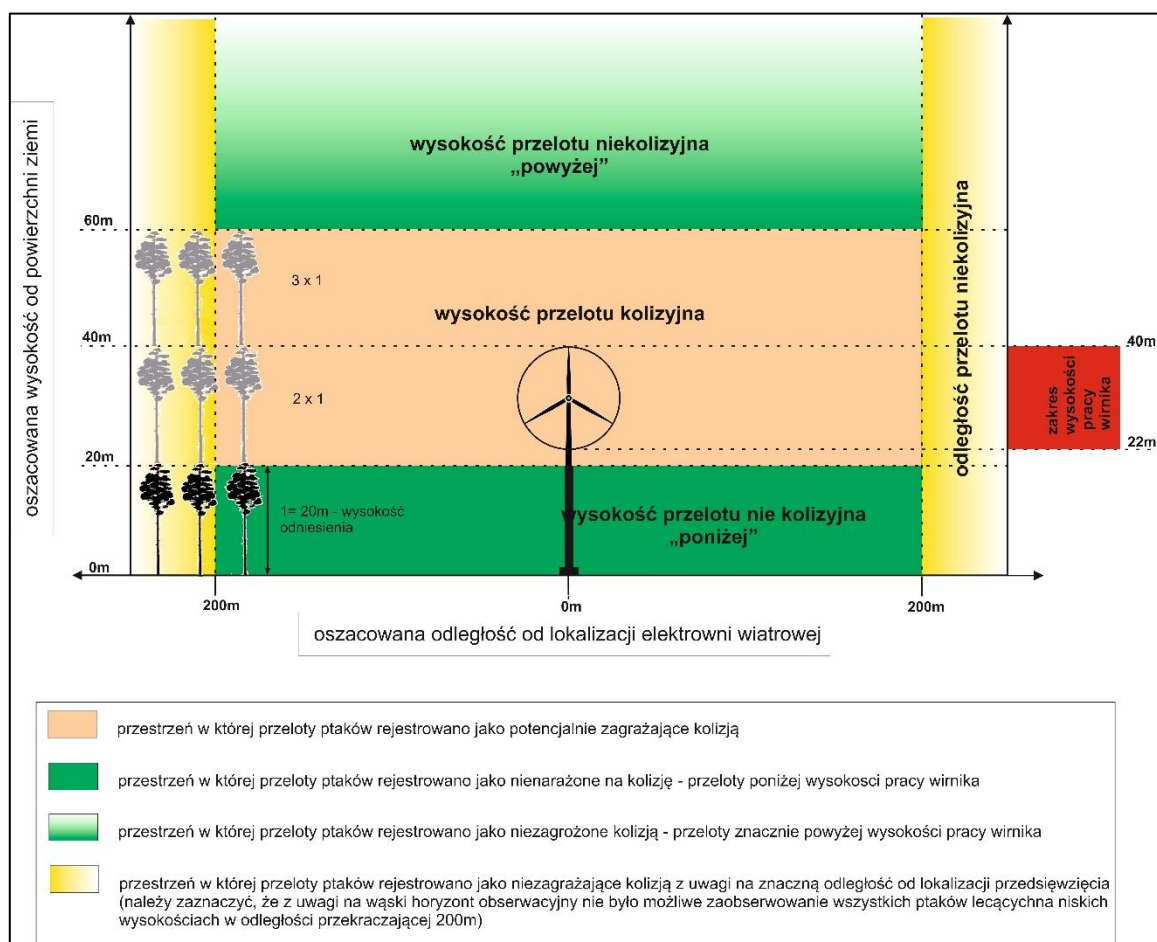 oszacowana wysokość od powierzchni ziemi
wysokość przelotu niekolizyjna
„powyżej”
60m
3 x 1
wysokość przelotu kolizyjna
40m
2 x 1
20m
1= 20m - wysokość
odniesienia
wysokość przelotu nie kolizyjna
„poniżej”
0m
odległość przelotu niekolizyjna
40m
zakres
wysokości
pracy
wirnika
22m
200m
0m
200m
oszacowana odległość od lokalizacji elektrowni wiatrowej
przestrzeń w której przeloty ptaków rejestrowano jako potencjalnie zagrażające kolizją
przestrzeń w której przeloty ptaków rejestrowano jako nienarażone na kolizję - przeloty poniżej wysokosci pracy wirnika
przestrzeń w której przeloty ptaków rejestrowano jako niezagrożone kolizją - przeloty znacznie powyżej wysokości pracy wirnika
przestrzeń w której przeloty ptaków rejestrowano jako niezagrażające kolizją z uwagi na znaczną odległość od lokalizacji przedsięwzięcia
(należy zaznaczyć, że z uwagi na wąski horyzont obserwacyjny nie było możliwe zaobserwowanie wszystkich ptaków lecącychna niskich
wysokościach w odległości przekraczającej 200m)